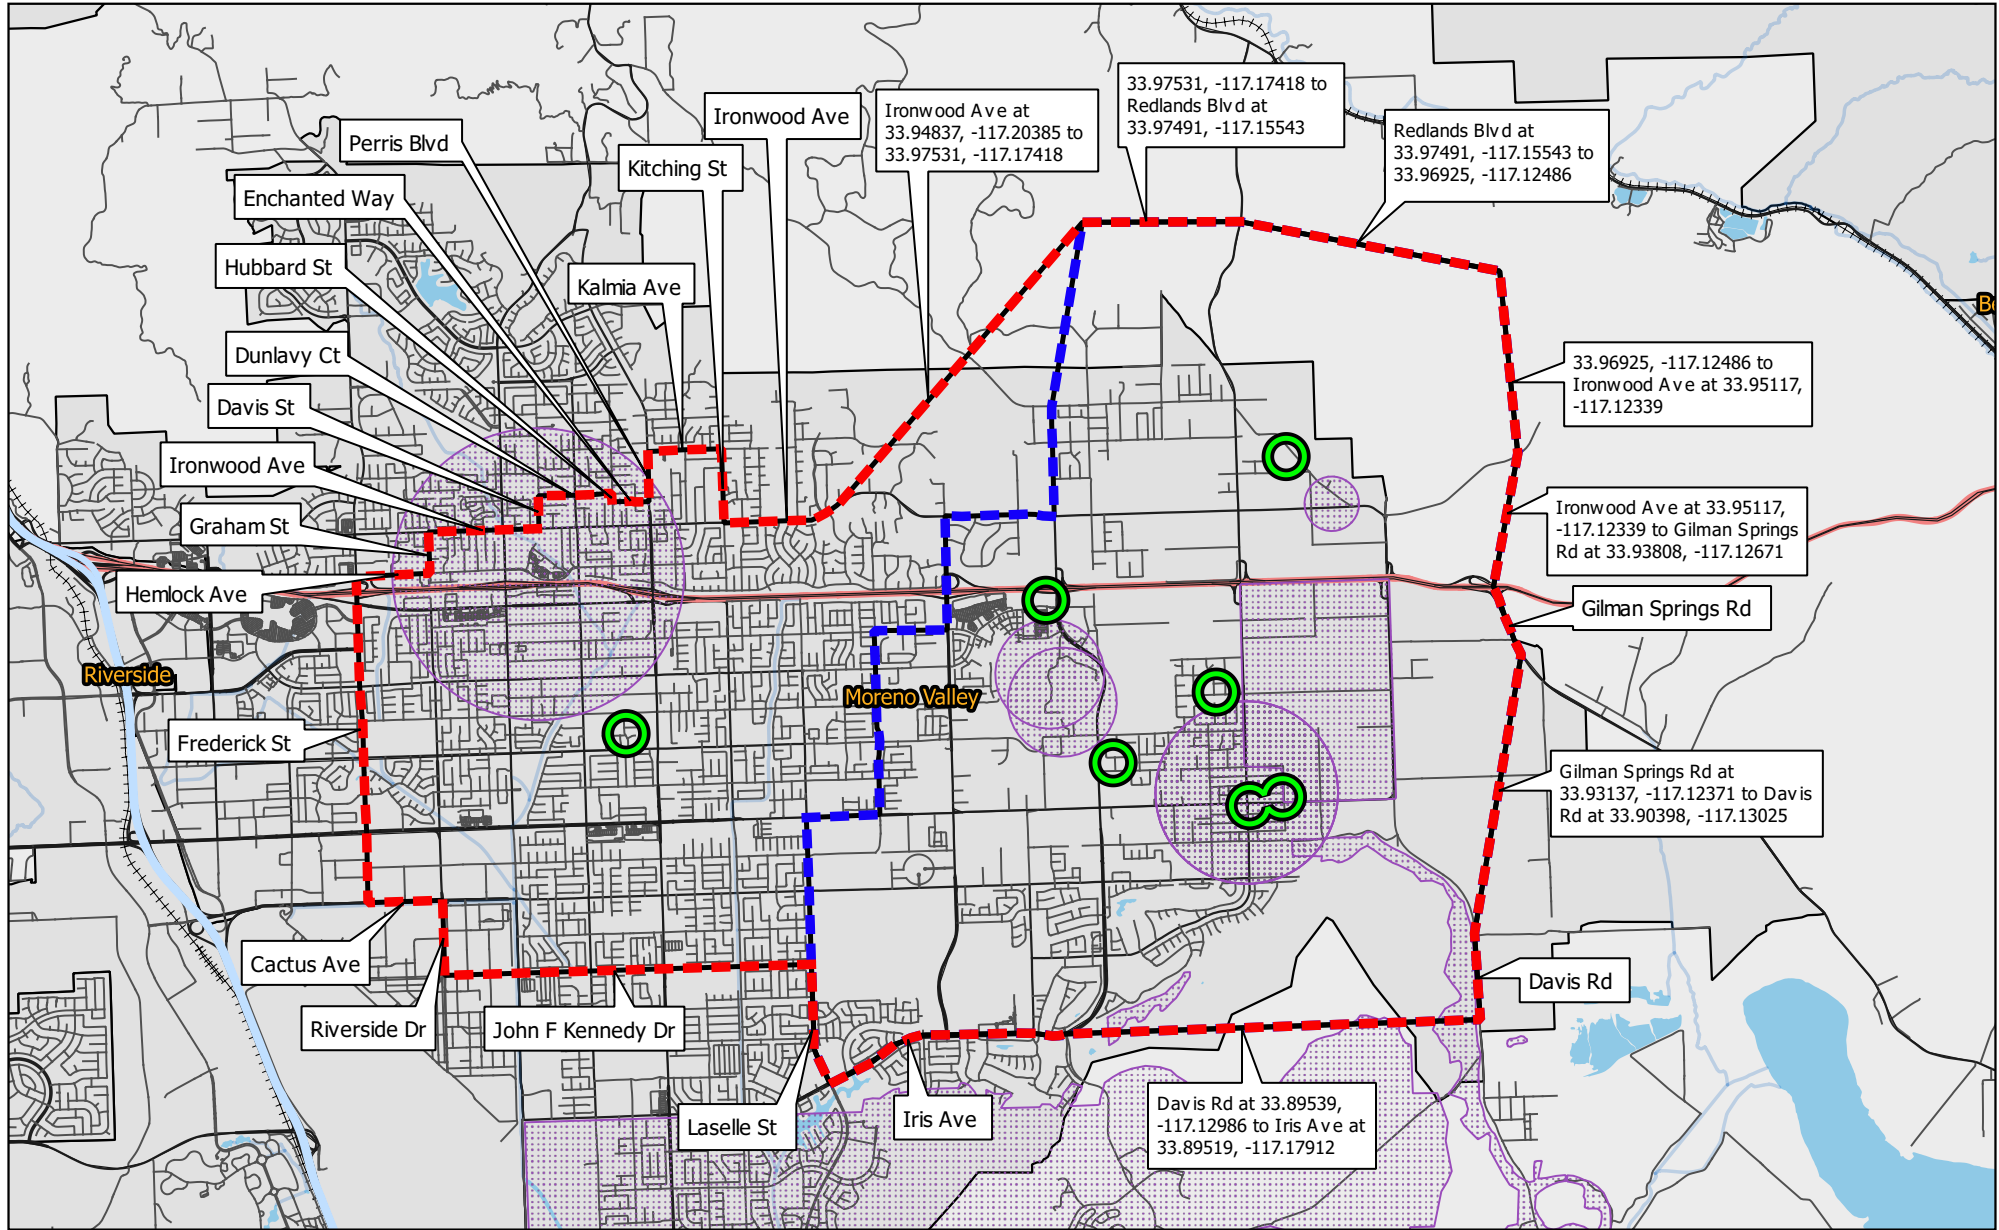 33.97531, -117.17418 to
Redlands Blvd at
33.97491, -117.15543
Ironwood Ave at
33.94837, -117.20385 to
33.97531, -117.17418
Ironwood Ave
Redlands Blvd at
33.97491, -117.15543 to
33.96925, -117.12486
Perris Blvd
Kitching St
Enchanted Way
Hubbard St
Kalmia Ave
Dunlavy Ct
33.96925, -117.12486 to
Ironwood Ave at 33.95117,
-117.12339
Davis St
Ironwood Ave
Graham St
Ironwood Ave at 33.95117,
-117.12339 to Gilman Springs
Rd at 33.93808, -117.12671
Hemlock Ave
Gilman Springs Rd
Riverside
Moreno Valley
Frederick St
Gilman Springs Rd at
33.93137, -117.12371 to Davis
Rd at 33.90398, -117.13025
Cactus Ave
Davis Rd
Riverside Dr
John F Kennedy Dr
Laselle St
Iris Ave
Davis Rd at 33.89539,
-117.12986 to Iris Ave at
33.89519, -117.17912